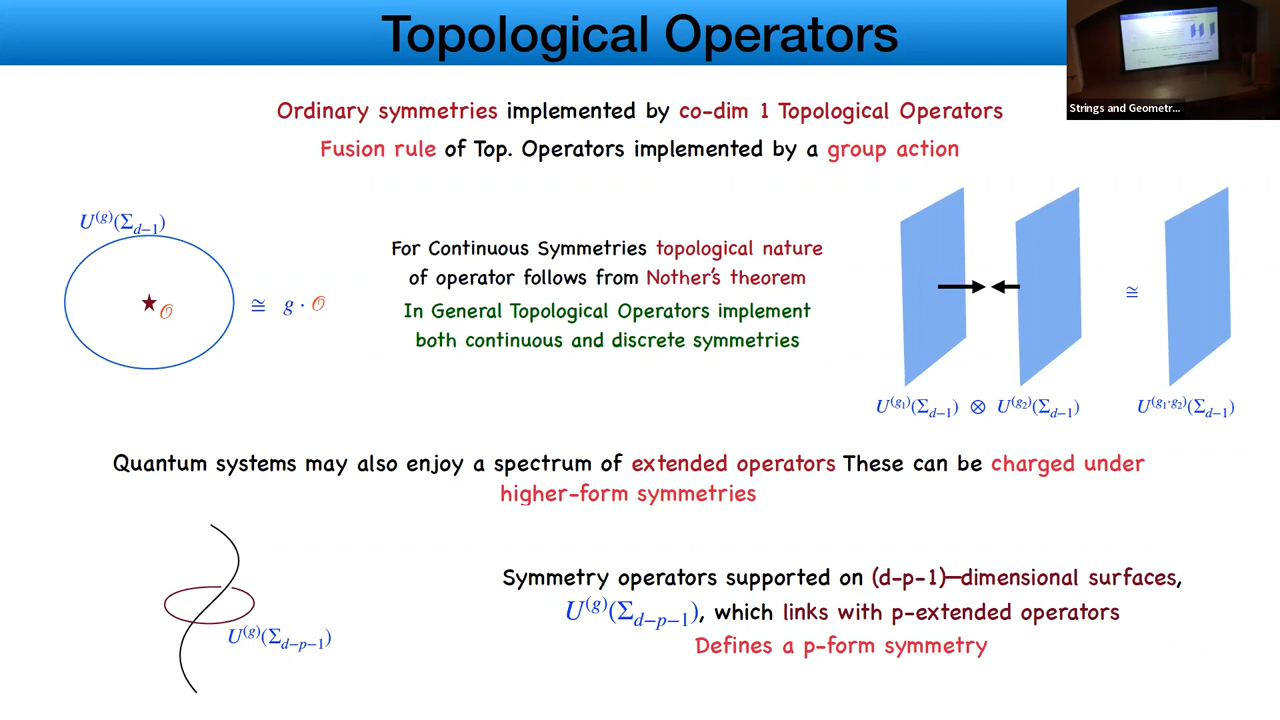 Topological Operators
Strings and Geometr...
Ordinary symmetries implemented by co-dim 1 Topological Operators
Fusion rule of Top. Operators implemented by a group action
U^(g)(Σ_{d−1})
O
≅ g · O
For Continuous Symmetries topological nature
of operator follows from Nother's theorem
In General Topological Operators implement
both continuous and discrete symmetries
≅
U^(g₁)(Σ_{d−1}) ⊗ U^(g₂)(Σ_{d−1})
U^(g₁·g₂)(Σ_{d−1})
Quantum systems may also enjoy a spectrum of extended operators These can be charged under
higher-form symmetries
U^(g)(Σ_{d−p−1})
Symmetry operators supported on (d-p-1)—dimensional surfaces,
U^(g)(Σ_{d−p−1}), which links with p-extended operators
Defines a p-form symmetry